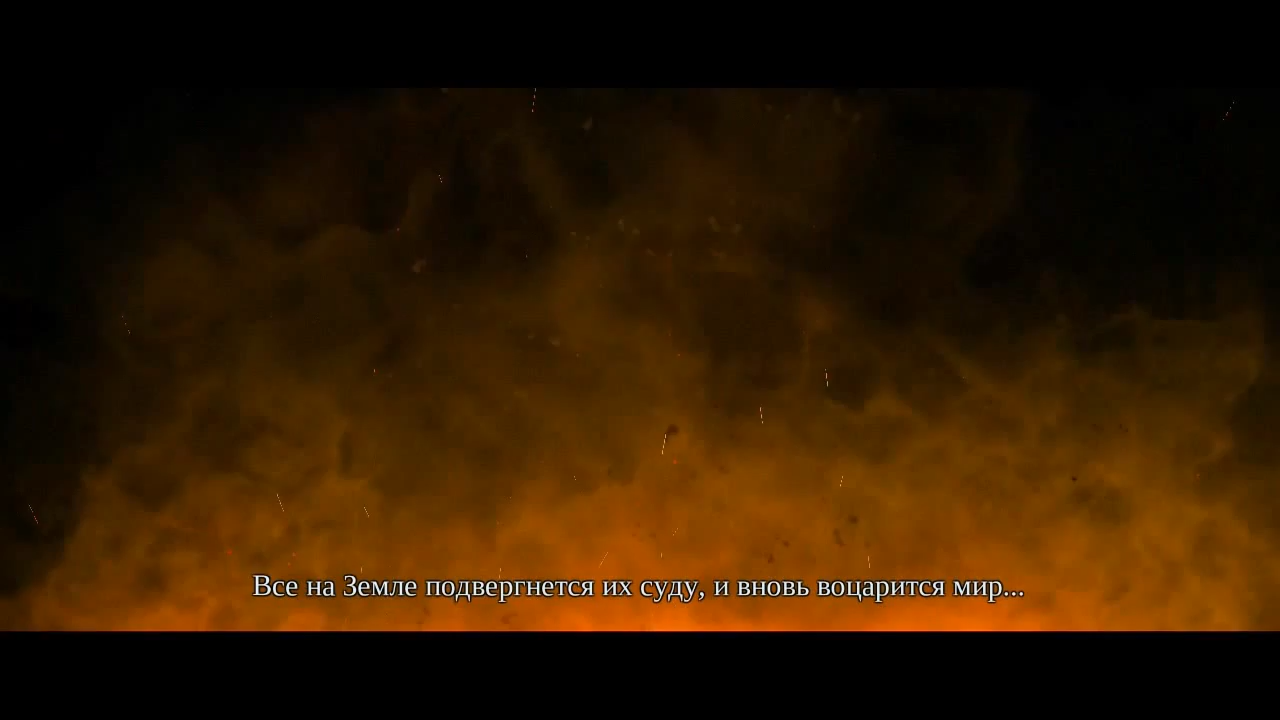 Все на Земле подвергнется их суду, и вновь воцарится мир...